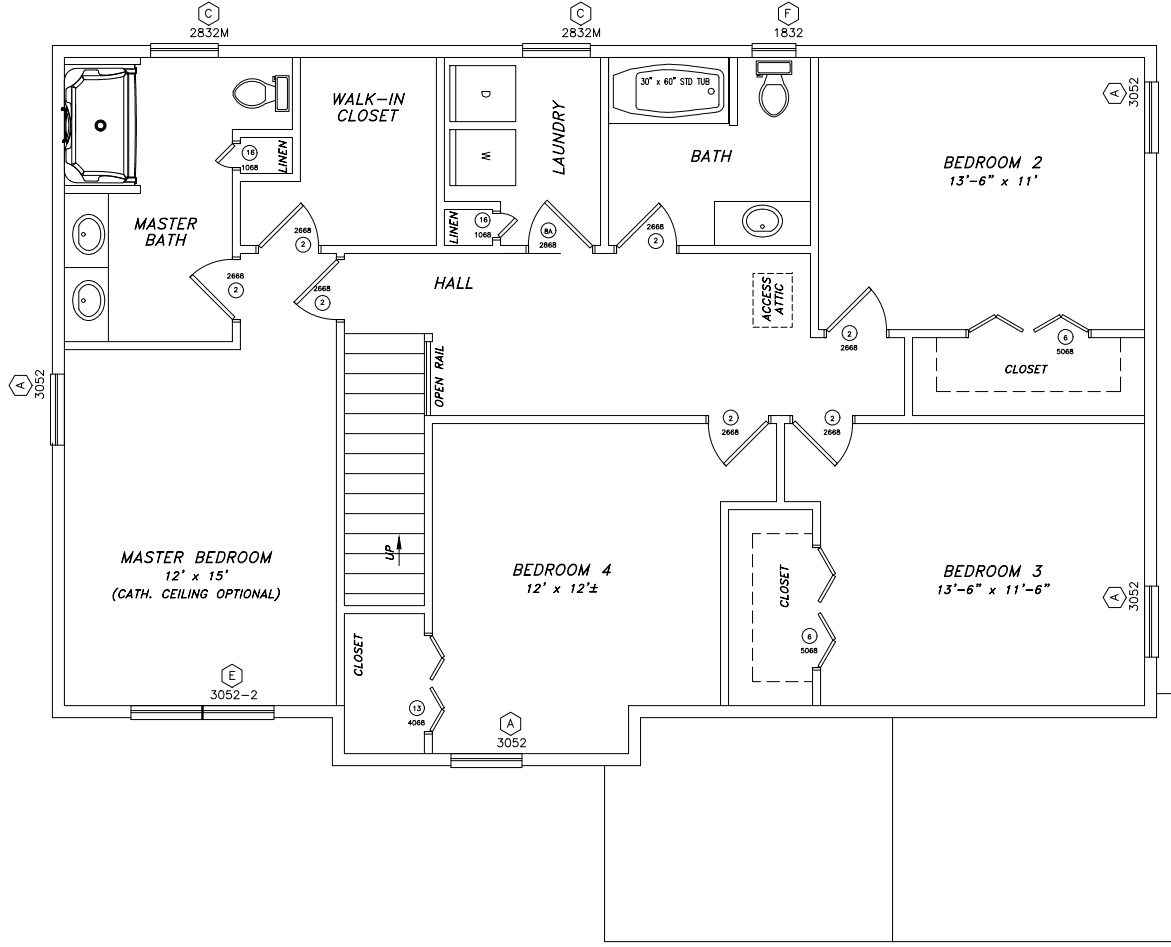 C
2832M
C
2832M
F
1832
A
3052
30" x 60" STD TUB
D
W
WALK-IN
CLOSET
LAUNDRY
BATH
BEDROOM 2
13'-6" x 11'
16
1068
LINEN
MASTER
BATH
LINEN
16
1068
8A
2868
2668
2
2668
2
2668
2
2668
2
HALL
ACCESS
ATTIC
2
2668
6
5068
CLOSET
A
3052
OPEN RAIL
2
2668
2
2668
UP
MASTER BEDROOM
12' x 15'
(CATH. CEILING OPTIONAL)
BEDROOM 4
12' x 12'±
CLOSET
BEDROOM 3
13'-6" x 11'-6"
A
3052
6
5068
CLOSET
E
3052-2
13
4068
A
3052